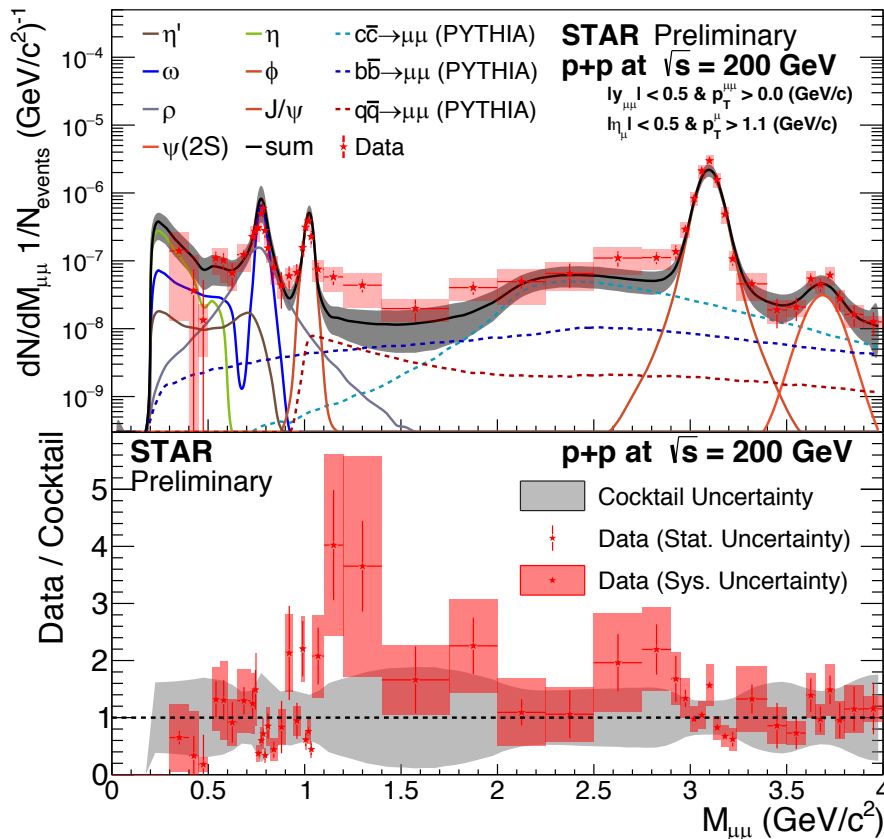 dN/dM_μμ 1/N_events (GeV/c²)⁻¹
10⁻⁴
10⁻⁵
10⁻⁶
10⁻⁷
10⁻⁸
10⁻⁹
η' η cc̅→μμ (PYTHIA)
ω ϕ bb̅→μμ (PYTHIA)
ρ J/ψ qq̅→μμ (PYTHIA)
ψ(2S) sum Data
STAR Preliminary
p+p at √s = 200 GeV
|y_μμ| < 0.5 & p_T^μμ > 0.0 (GeV/c)
|η_μ| < 0.5 & p_T^μ > 1.1 (GeV/c)
Data / Cocktail
5
4
3
2
1
0
STAR
Preliminary
p+p at √s = 200 GeV
Cocktail Uncertainty
Data (Stat. Uncertainty)
Data (Sys. Uncertainty)
0 0.5 1 1.5 2 2.5 3 3.5 4
M_μμ (GeV/c²)